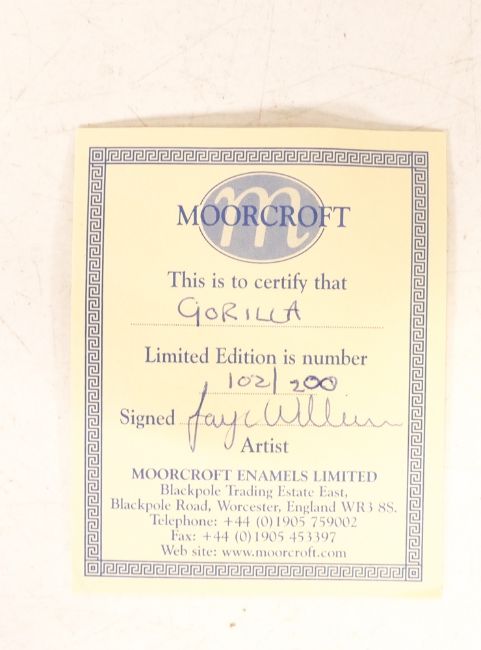 m
MOORCROFT
This is to certify that
GORILLA
Limited Edition is number
102/200
Signed Faye Williams
Artist
MOORCROFT ENAMELS LIMITED
Blackpole Trading Estate East,
Blackpole Road, Worcester, England WR3 8S.
Telephone: +44 (0)1905 759002
Fax: +44 (0)1905 453397
Web site: www.moorcroft.com